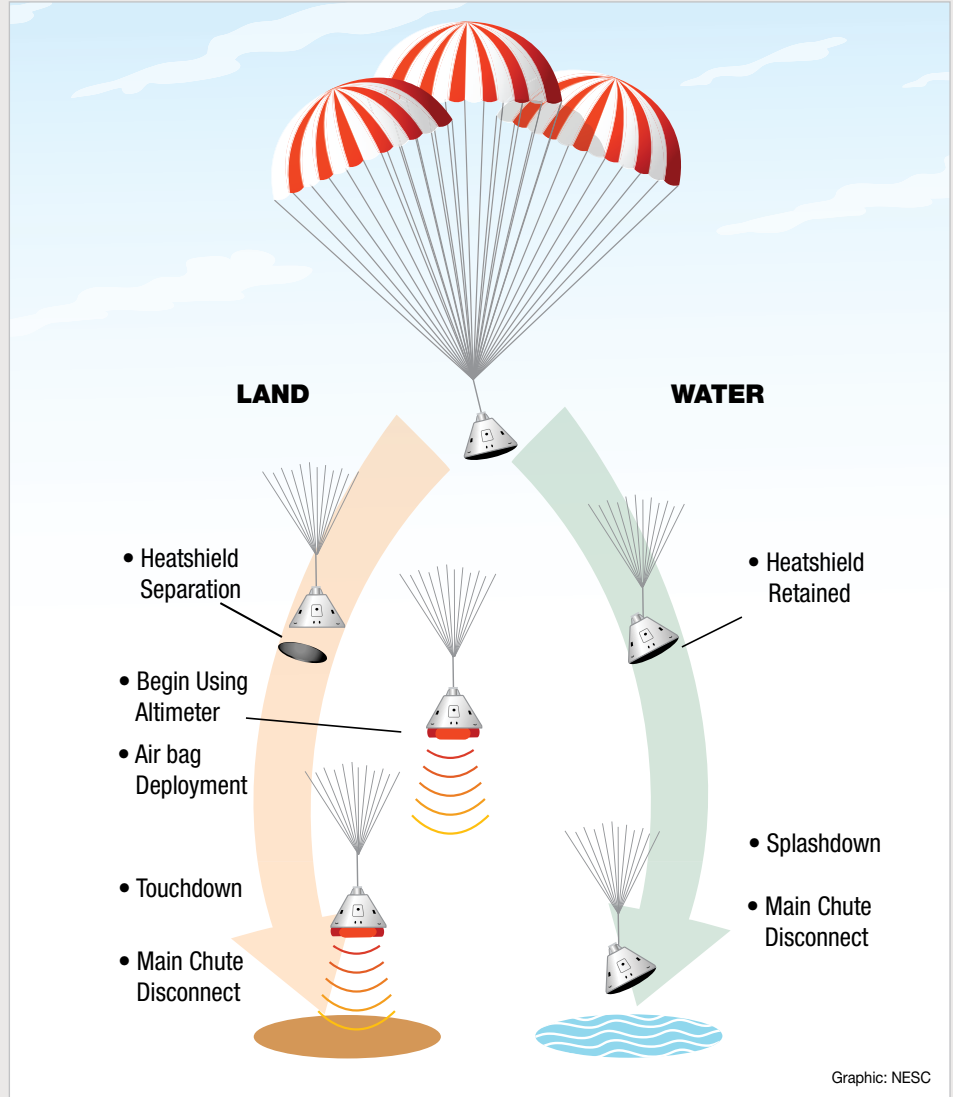 LAND
WATER
• Heatshield
Separation
• Begin Using
Altimeter
• Air bag
Deployment
• Touchdown
• Main Chute
Disconnect
• Heatshield
Retained
• Splashdown
• Main Chute
Disconnect
Graphic: NESC